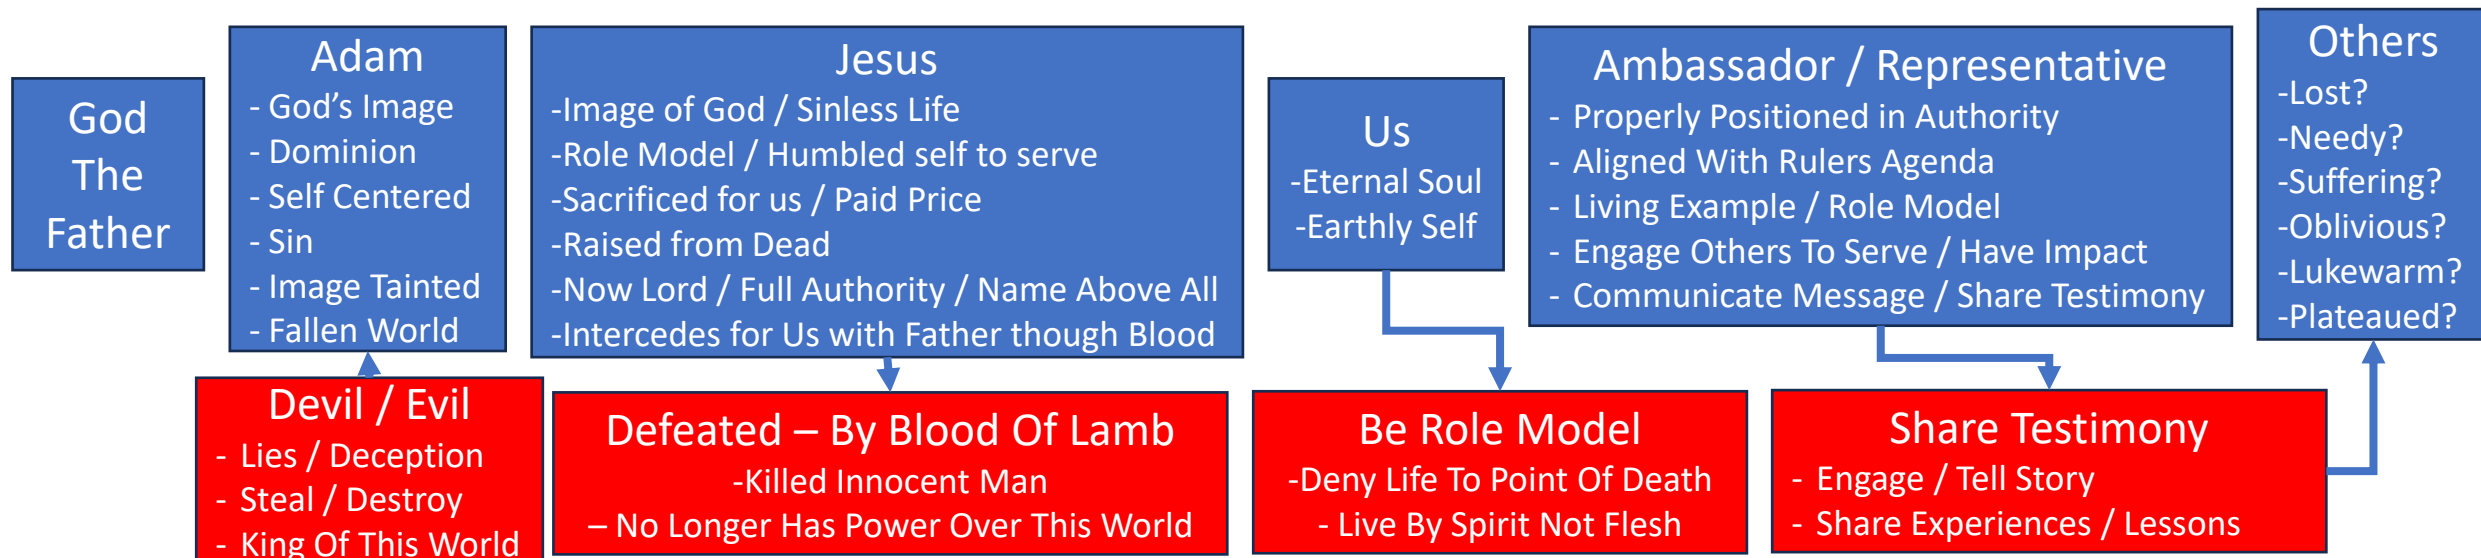 God
The
Father
Adam
- God’s Image
- Dominion
- Self Centered
- Sin
- Image Tainted
- Fallen World
Devil / Evil
- Lies / Deception
- Steal / Destroy
- King Of This World
Jesus
-Image of God / Sinless Life
-Role Model / Humbled self to serve
-Sacrificed for us / Paid Price
-Raised from Dead
-Now Lord / Full Authority / Name Above All
-Intercedes for Us with Father though Blood
Defeated – By Blood Of Lamb
-Killed Innocent Man
– No Longer Has Power Over This World
Us
-Eternal Soul
-Earthly Self
Be Role Model
-Deny Life To Point Of Death
- Live By Spirit Not Flesh
Ambassador / Representative
- Properly Positioned in Authority
- Aligned With Rulers Agenda
- Living Example / Role Model
- Engage Others To Serve / Have Impact
- Communicate Message / Share Testimony
Share Testimony
- Engage / Tell Story
- Share Experiences / Lessons
Others
-Lost?
-Needy?
-Suffering?
-Oblivious?
-Lukewarm?
-Plateaued?